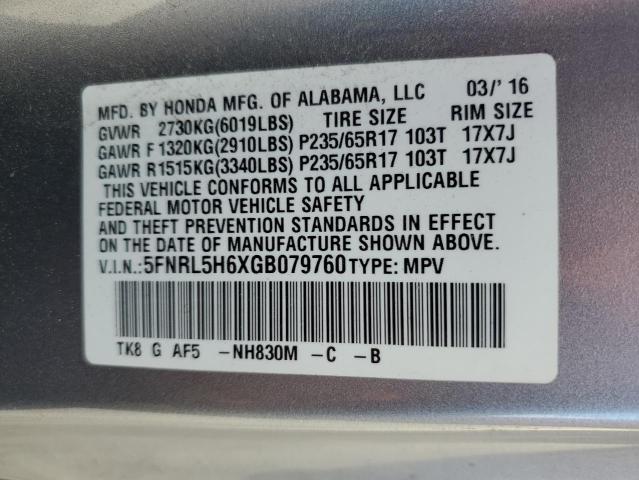 MFD. BY HONDA MFG. OF ALABAMA, LLC 03/'16
GVWR 2730KG(6019LBS) TIRE SIZE RIM SIZE
GAWR F1320KG(2910LBS) P235/65R17 103T 17X7J
GAWR R1515KG(3340LBS) P235/65R17 103T 17X7J
THIS VEHICLE CONFORMS TO ALL APPLICABLE
FEDERAL MOTOR VEHICLE SAFETY
AND THEFT PREVENTION STANDARDS IN EFFECT
ON THE DATE OF MANUFACTURE SHOWN ABOVE.
V.I.N.:5FNRL5H6XGB079760 TYPE: MPV
TK8 G AF5 -NH830M -C -B